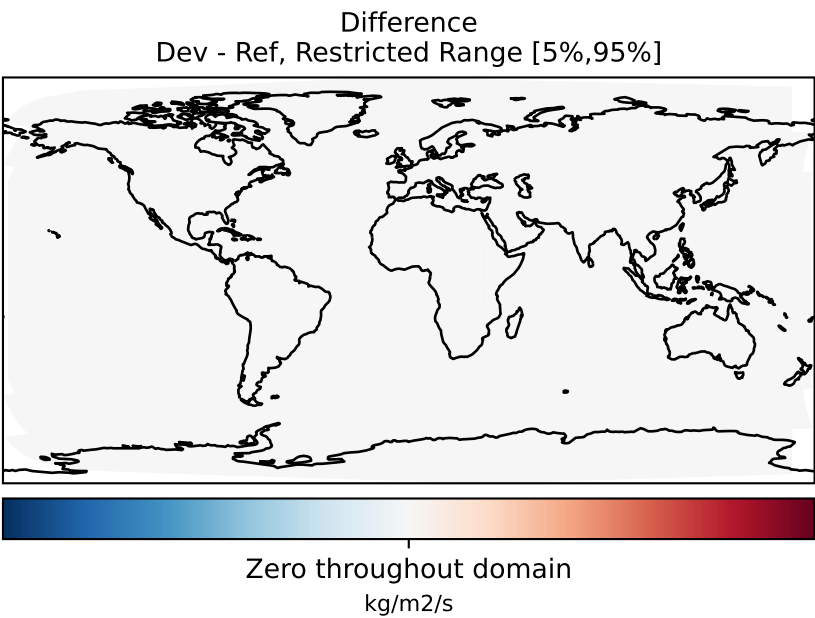 Difference
Dev - Ref, Restricted Range [5%,95%]
Zero throughout domain
kg/m2/s